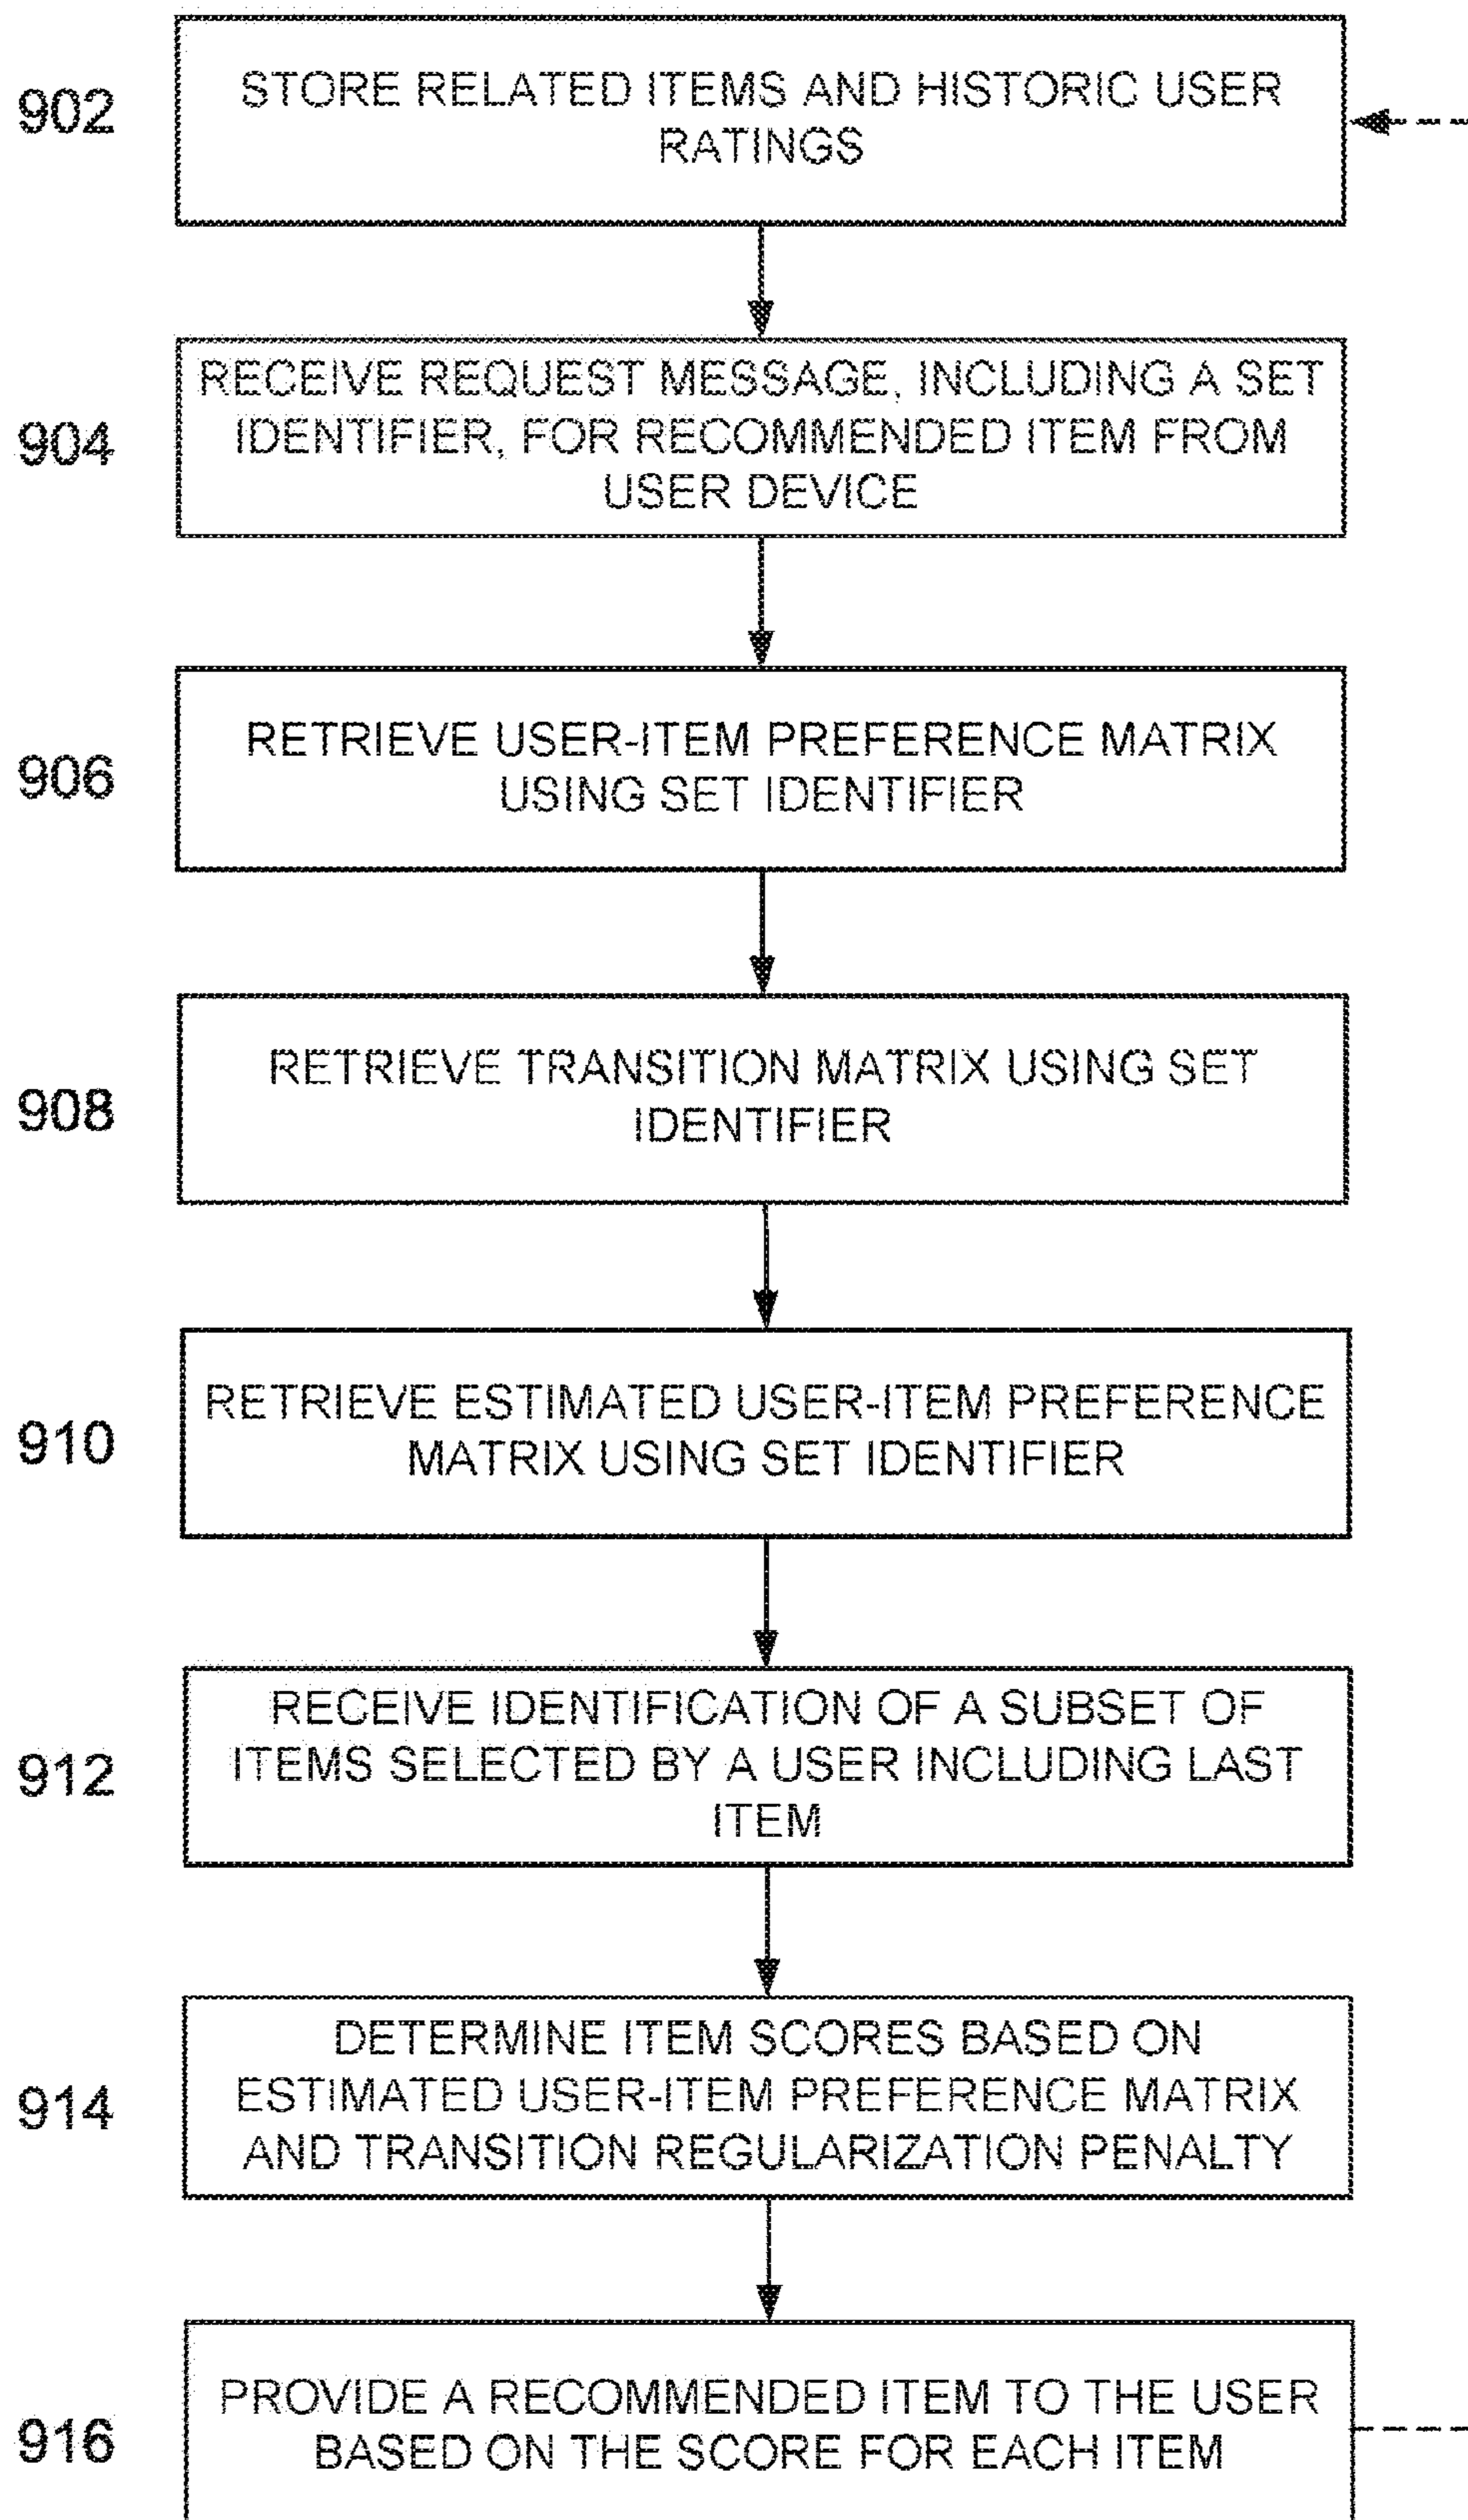 902
STORE RELATED ITEMS AND HISTORIC USER
RATINGS
904
RECEIVE REQUEST MESSAGE, INCLUDING A SET
IDENTIFIER, FOR RECOMMENDED ITEM FROM
USER DEVICE
906
RETRIEVE USER-ITEM PREFERENCE MATRIX
USING SET IDENTIFIER
908
RETRIEVE TRANSITION MATRIX USING SET
IDENTIFIER
910
RETRIEVE ESTIMATED USER-ITEM PREFERENCE
MATRIX USING SET IDENTIFIER
912
RECEIVE IDENTIFICATION OF A SUBSET OF
ITEMS SELECTED BY A USER INCLUDING LAST
ITEM
914
DETERMINE ITEM SCORES BASED ON
ESTIMATED USER-ITEM PREFERENCE MATRIX
AND TRANSITION REGULARIZATION PENALTY
916
PROVIDE A RECOMMENDED ITEM TO THE USER
BASED ON THE SCORE FOR EACH ITEM